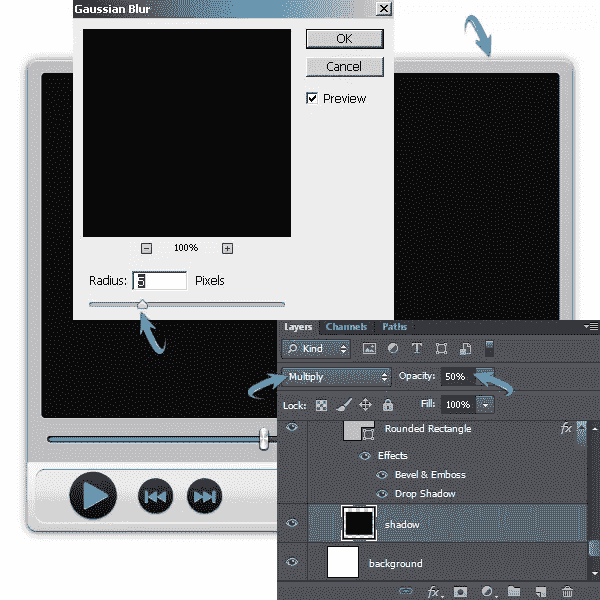 Gaussian Blur
OK
Cancel
Preview
100%
Radius: 5 Pixels
Layers Channels Paths
Kind
Multiply Opacity: 50%
Lock: Fill: 100%
Rounded Rectangle fx
Effects
Bevel & Emboss
Drop Shadow
shadow
background
fx